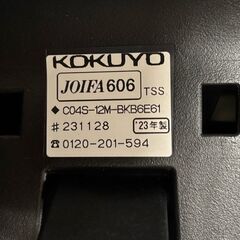 KOKUYO
JOIFA 606 TSS
◆ C04S-12M-BKB6E61
# 231128 '23年製
☎ 0120-201-594